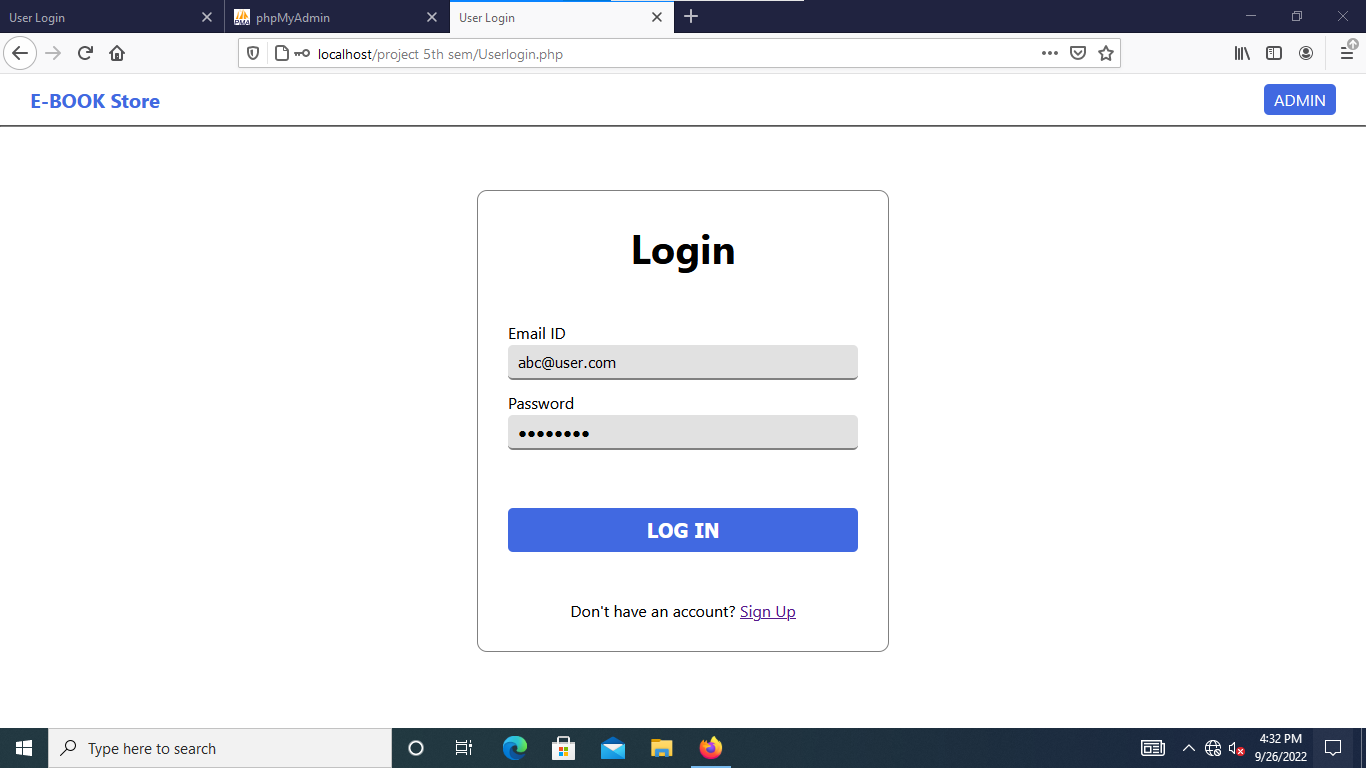 User Login
phpMyAdmin
User Login
localhost/project 5th sem/Userlogin.php
E-BOOK Store
ADMIN
Login
Email ID
abc@user.com
Password
••••••••
LOG IN
Don't have an account? Sign Up
Type here to search
4:32 PM
9/26/2022